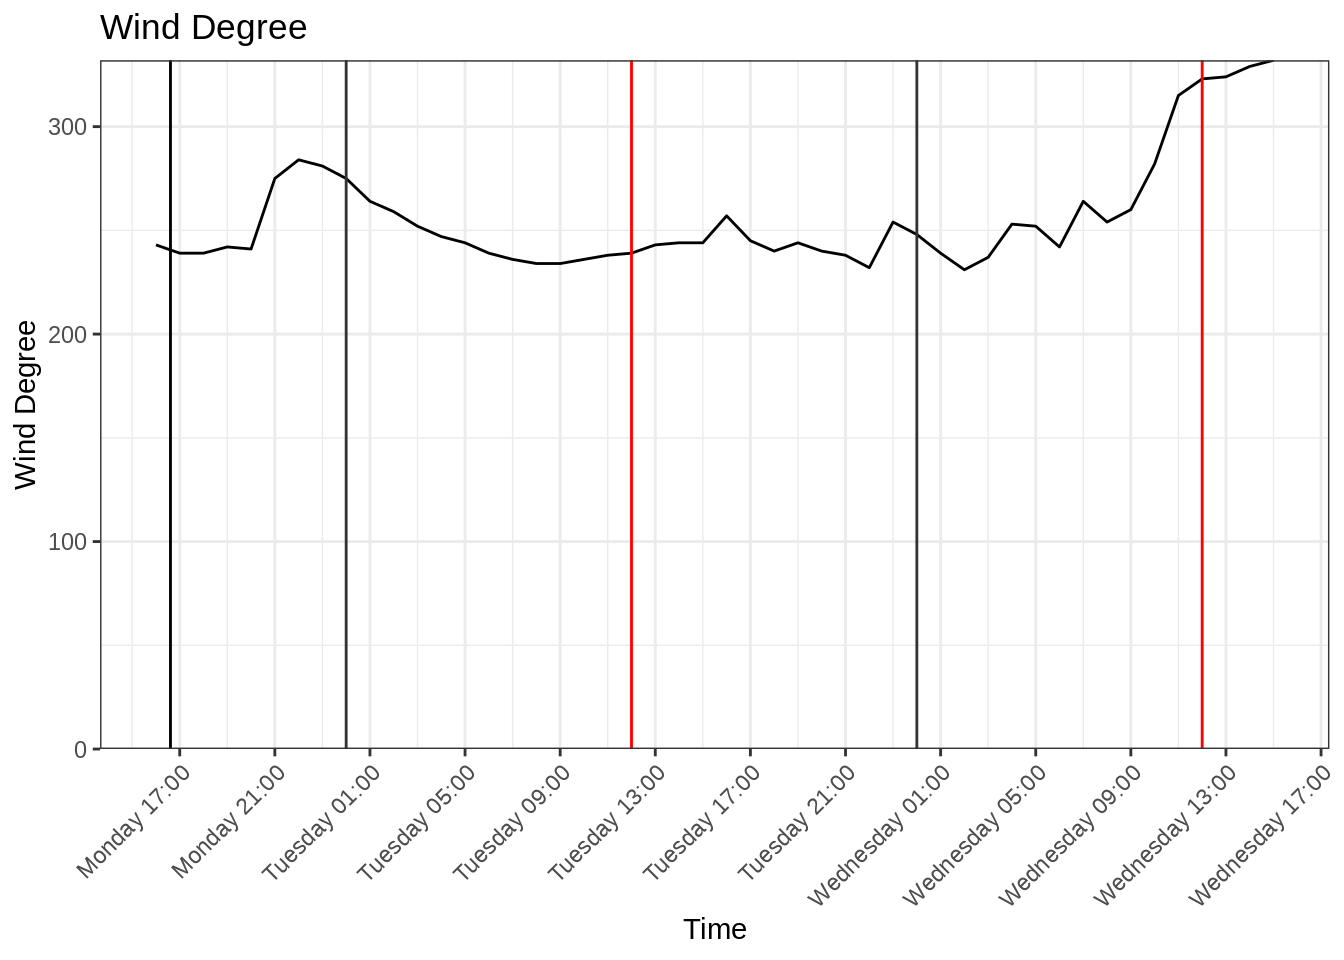 Wind Degree
Wind Degree
300
200
100
0
Monday 17:00
Monday 21:00
Tuesday 01:00
Tuesday 05:00
Tuesday 09:00
Tuesday 13:00
Tuesday 17:00
Tuesday 21:00
Wednesday 01:00
Wednesday 05:00
Wednesday 09:00
Wednesday 13:00
Wednesday 17:00
Time